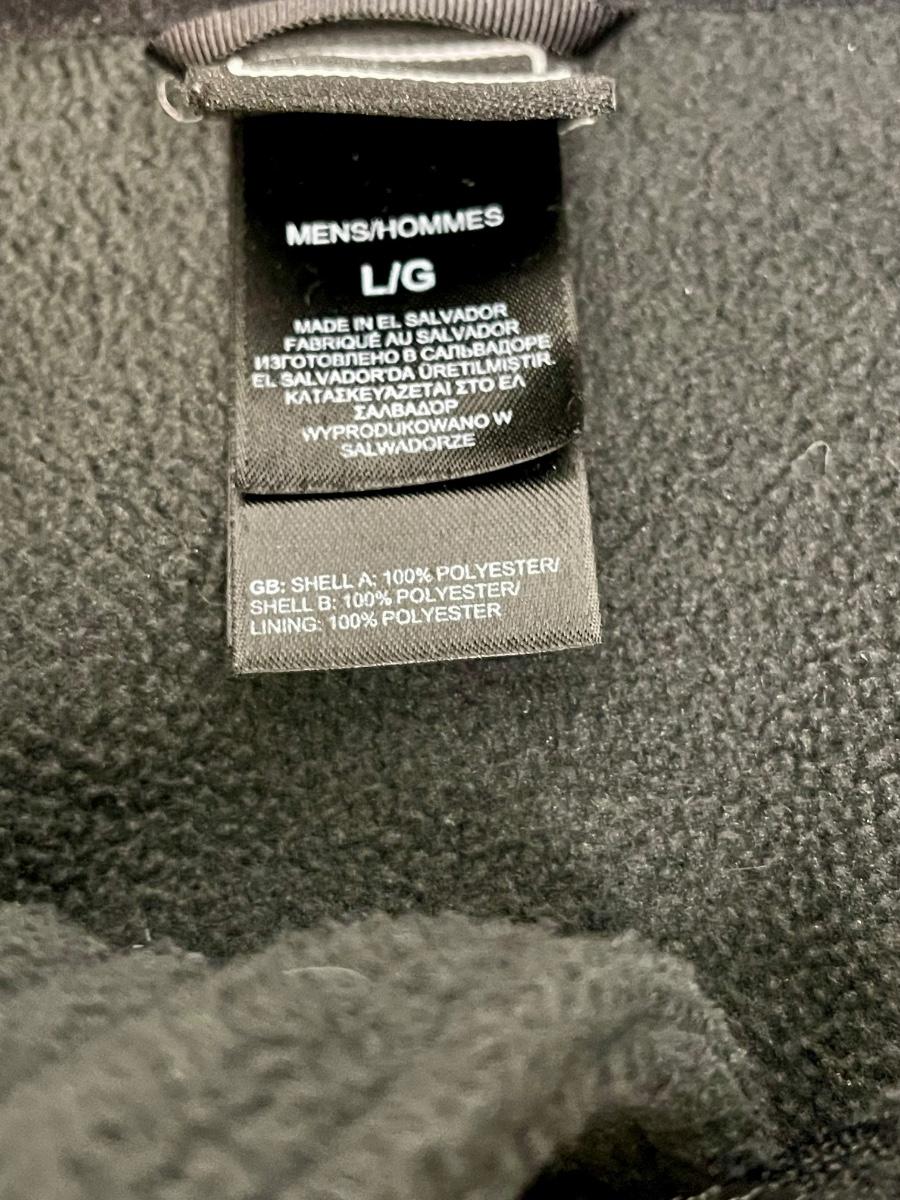 MENS/HOMMES
L/G
MADE IN EL SALVADOR
FABRIQUÉ AU SALVADOR
ИЗГОТОВЛЕНО В САЛЬВАДОРЕ
EL SALVADOR'DA ÜRETILMIŞTIR
ΚΑΤΑΣΚΕΥΑΖΕΤΑΙ ΣΤΟ ΕΛ
ΣΑΛΒΑΔΌΡ
WYPRODUKOWANO W
SALWADORZE
GB: SHELL A: 100% POLYESTER/
SHELL B: 100% POLYESTER/
LINING: 100% POLYESTER